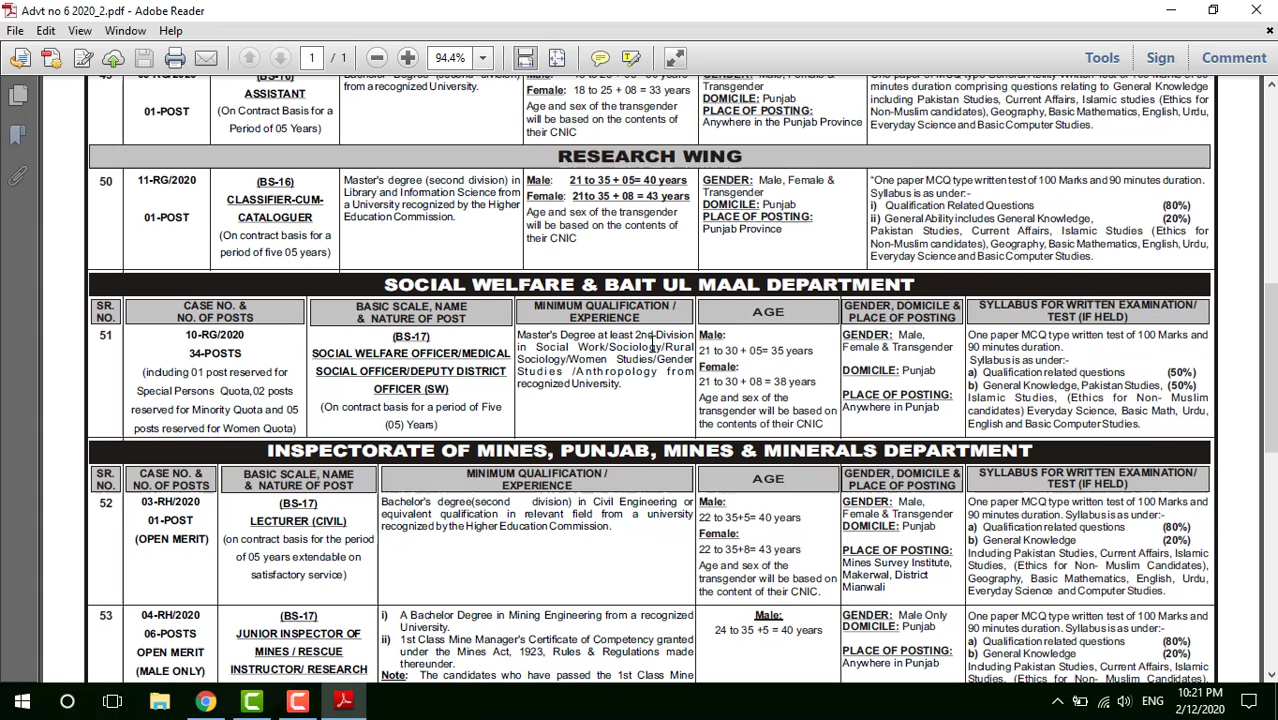 Advt no 6 2020_2.pdf - Adobe Reader
File Edit View Window Help
1 / 1 94.4% Tools Sign Comment
(BS-16)
ASSISTANT
01-POST
(On Contract Basis for a
Period of 05 Years)
from a recognized University.
Female: 18 to 25 + 08 = 33 years
Age and sex of the transgender
will be based on the contents of
their CNIC
GENDER: Male, Female &
Transgender
DOMICILE: Punjab
PLACE OF POSTING:
Anywhere in the Punjab Province
minutes duration comprising questions relating to General Knowledge
including Pakistan Studies, Current Affairs, Islamic studies (Ethics for
Non-Muslim candidates), Geography, Basic Mathematics, English, Urdu,
Everyday Science and Basic Computer Studies.
RESEARCH WING
50
11-RG/2020
01-POST
(BS-16)
CLASSIFIER-CUM-
CATALOGUER
(On contract basis for a
period of five 05 years)
Master's degree (second division) in
Library and Information Science from
a University recognized by the Higher
Education Commission.
Male: 21 to 35 + 05= 40 years
Female: 21to 35 + 08 = 43 years
Age and sex of the transgender
will be based on the contents of
their CNIC
GENDER: Male, Female &
Transgender
DOMICILE: Punjab
PLACE OF POSTING:
Punjab Province
"One paper MCQ type written test of 100 Marks and 90 minutes duration.
Syllabus is as under:-
i) Qualification Related Questions (80%)
ii) General Ability includes General Knowledge, (20%)
Pakistan Studies, Current Affairs, Islamic Studies (Ethics for
Non-Muslim candidates), Geography, Basic Mathematics, English, Urdu,
Everyday Science and Basic Computer Studies.
SOCIAL WELFARE & BAIT UL MAAL DEPARTMENT
SR.
NO.
CASE NO. &
NO. OF POSTS
BASIC SCALE, NAME
& NATURE OF POST
MINIMUM QUALIFICATION /
EXPERIENCE
AGE
GENDER, DOMICILE &
PLACE OF POSTING
SYLLABUS FOR WRITTEN EXAMINATION/
TEST (IF HELD)
51
10-RG/2020
34-POSTS
(including 01 post reserved for
Special Persons Quota,02 posts
reserved for Minority Quota and 05
posts reserved for Women Quota)
(BS-17)
SOCIAL WELFARE OFFICER/MEDICAL
SOCIAL OFFICER/DEPUTY DISTRICT
OFFICER (SW)
(On contract basis for a period of Five
(05) Years)
Master's Degree at least 2nd Division
in Social Work/Sociology/Rural
Sociology/Women Studies/Gender
Studies /Anthropology from
recognized University.
Male:
21 to 30 + 05= 35 years
Female:
21 to 30 + 08 = 38 years
Age and sex of the
transgender will be based on
the contents of their CNIC
GENDER: Male,
Female & Transgender
DOMICILE: Punjab
PLACE OF POSTING:
Anywhere in Punjab
One paper MCQ type written test of 100 Marks and
90 minutes duration.
Syllabus is as under:-
a) Qualification related questions (50%)
b) General Knowledge, Pakistan Studies, (50%)
Islamic Studies, (Ethics for Non- Muslim
candidates) Everyday Science, Basic Math, Urdu,
English and Basic Computer Studies.
INSPECTORATE OF MINES, PUNJAB, MINES & MINERALS DEPARTMENT
SR.
NO.
CASE NO. &
NO. OF POSTS
BASIC SCALE, NAME
& NATURE OF POST
MINIMUM QUALIFICATION /
EXPERIENCE
AGE
GENDER, DOMICILE &
PLACE OF POSTING
SYLLABUS FOR WRITTEN EXAMINATION/
TEST (IF HELD)
52
03-RH/2020
01-POST
(OPEN MERIT)
(BS-17)
LECTURER (CIVIL)
(on contract basis for the period
of 05 years extendable on
satisfactory service)
Bachelor's degree(second division) in Civil Engineering or
equivalent qualification in relevant field from a university
recognized by the Higher Education Commission.
Male:
22 to 35+5= 40 years
Female:
22 to 35+8= 43 years
Age and sex of the
transgender will be based on
the content of their CNIC.
GENDER: Male,
Female & Transgender
DOMICILE: Punjab
PLACE OF POSTING:
Mines Survey Institute,
Makerwal, District
Mianwali
One paper MCQ type written test of 100 Marks and
90 minutes duration. Syllabus is as under:-
a) Qualification related questions (80%)
b) General Knowledge (20%)
Including Pakistan Studies, Current Affairs, Islamic
Studies, (Ethics for Non- Muslim Candidates),
Geography, Basic Mathematics, English, Urdu,
Everyday Science and Computer Studies.
53
04-RH/2020
06-POSTS
OPEN MERIT
(MALE ONLY)
(BS-17)
JUNIOR INSPECTOR OF
MINES / RESCUE
INSTRUCTOR/ RESEARCH
i) A Bachelor Degree in Mining Engineering from a recognized
University.
ii) 1st Class Mine Manager's Certificate of Competency granted
under the Mines Act, 1923, Rules & Regulations made
thereunder.
Note: The candidates who have passed the 1st Class Mine
Male:
24 to 35 +5 = 40 years
GENDER: Male Only
DOMICILE: Punjab
PLACE OF POSTING:
Anywhere in Punjab
One paper MCQ type written test of 100 Marks and
90 minutes duration. Syllabus is as under:-
a) Qualification related questions (80%)
b) General Knowledge (20%)
Including Pakistan Studies, Current Affairs, Islamic
ENG
10:21 PM
2/12/2020